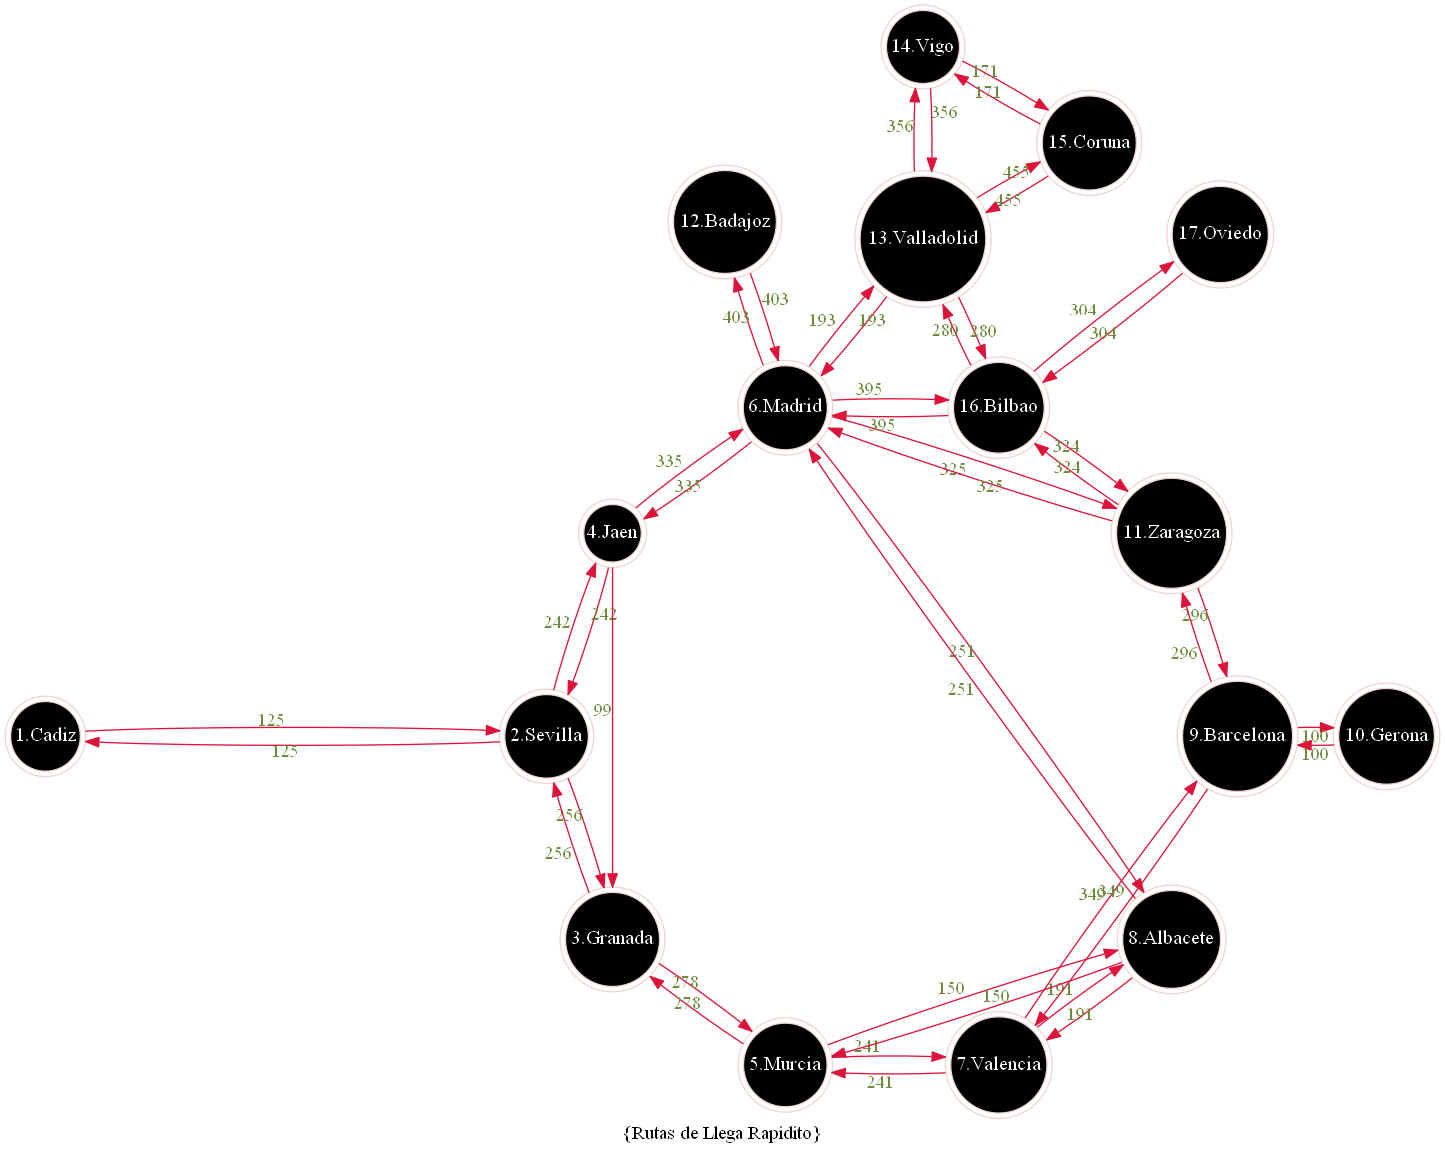 14.Vigo
171
171
356
356
15.Coruna
455
455
12.Badajoz
13.Valladolid
17.Oviedo
403
403
193
193
280
280
304
304
6.Madrid
395
395
16.Bilbao
335
335
325
325
324
324
4.Jaen
11.Zaragoza
242
242
296
296
251
251
99
1.Cadiz
125
125
2.Sevilla
9.Barcelona
100
100
10.Gerona
256
256
349
349
3.Granada
8.Albacete
278
278
150
150
191
191
5.Murcia
241
241
7.Valencia
{Rutas de Llega Rapidito}